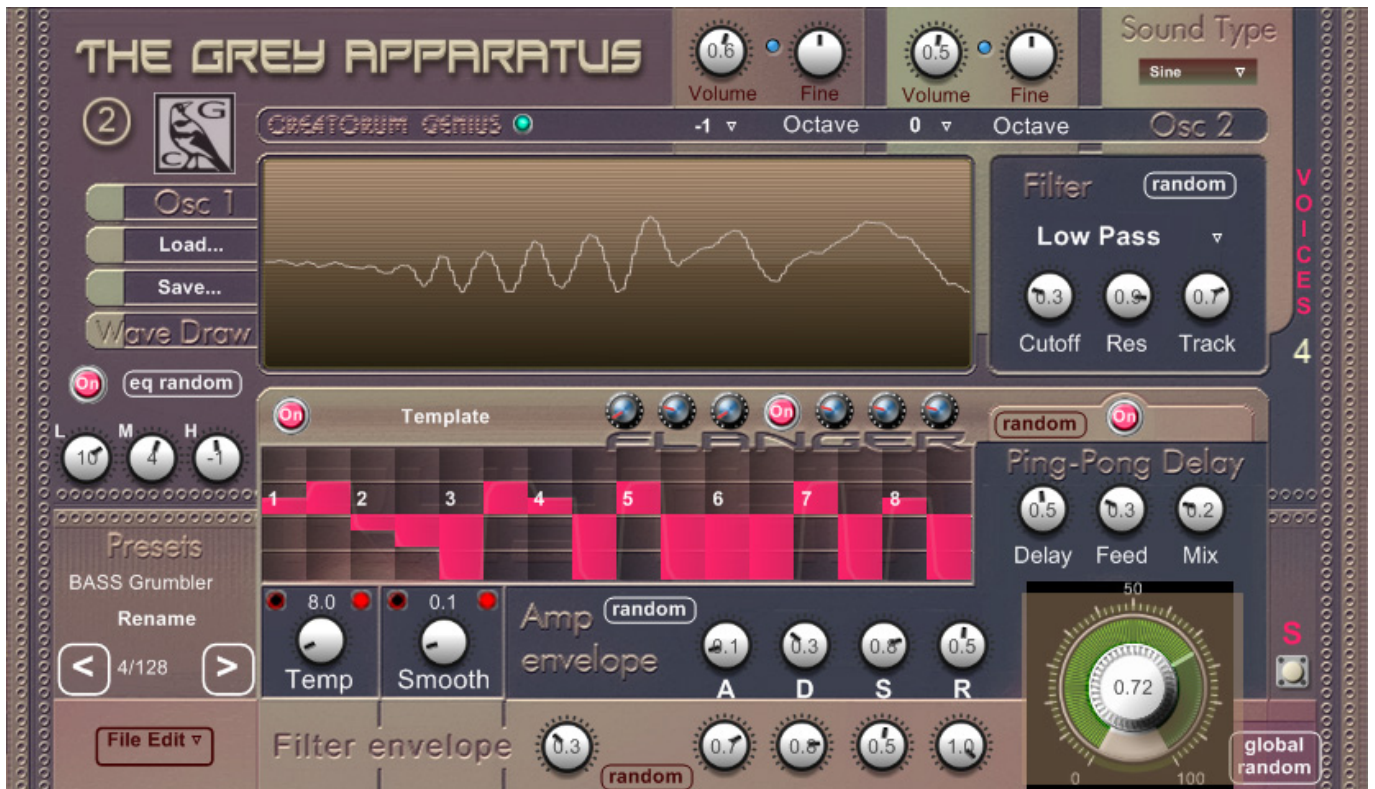 THE GREY APPARATUS
2
G
C
CREATORUM GENIUS
0.6
Volume
Fine
0.5
Volume
Fine
Sound Type
Sine
-1
Octave
0
Octave
Osc 2
Osc 1
Load...
Save...
Wave Draw
Filter
random
Low Pass
0.3
0.9
0.7
Cutoff
Res
Track
VOICES
4
On
eq random
L
M
H
10
4
-1
On
Template
On
FLANGER
1 2 3 4 5 6 7 8
random
On
Ping-Pong Delay
0.5
0.3
0.2
Delay
Feed
Mix
Presets
BASS Grumbler
Rename
<
4/128
>
File Edit
8.0
Temp
0.1
Smooth
Amp
envelope
random
0.1
0.3
0.8
0.5
A
D
S
R
Filter envelope
0.3
random
0.7
0.8
0.5
1.0
50
0.72
0
100
S
global
random